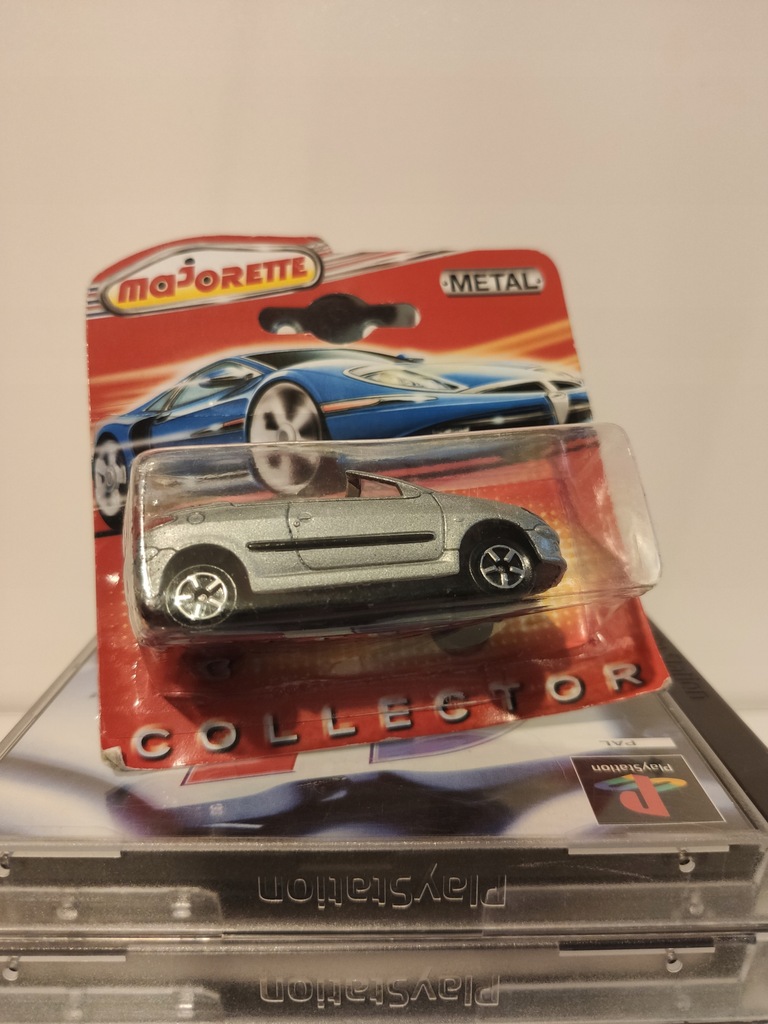 majORETTE
METAL
COLLECTOR
PAL
PlayStation
PlayStation
PlayStation